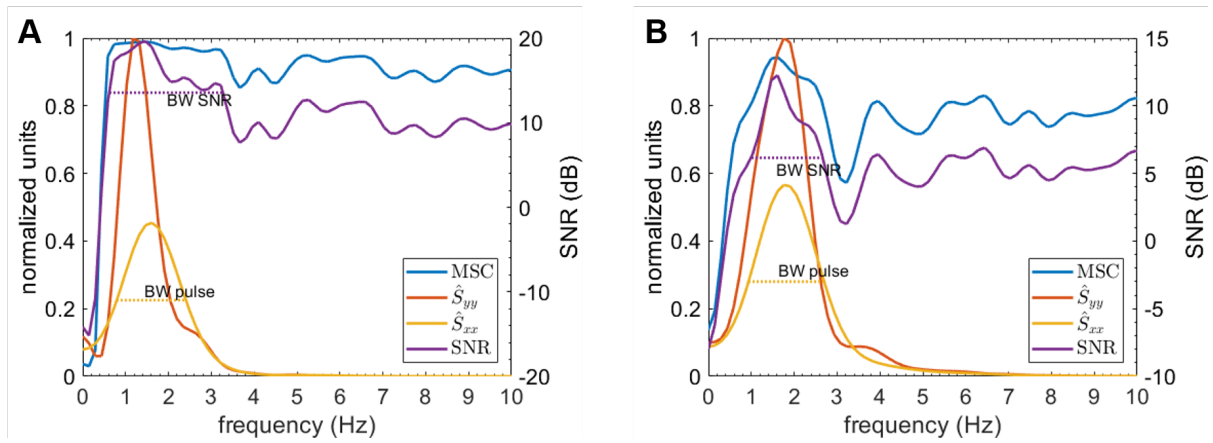 A
1
0.8
0.6
0.4
0.2
0
normalized units
20
10
0
-10
-20
SNR (dB)
0 1 2 3 4 5 6 7 8 9 10
frequency (Hz)
BW SNR
BW pulse
MSC
Ŝyy
Ŝxx
SNR
B
1
0.8
0.6
0.4
0.2
0
normalized units
15
10
5
0
-5
-10
SNR (dB)
0 1 2 3 4 5 6 7 8 9 10
frequency (Hz)
BW SNR
BW pulse
MSC
Ŝyy
Ŝxx
SNR